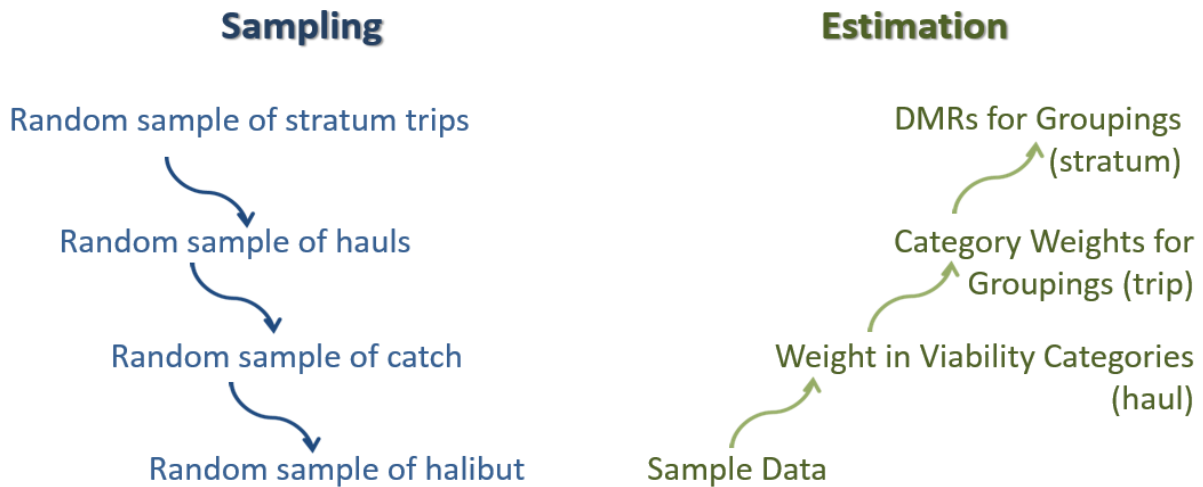 Sampling
Random sample of stratum trips
Random sample of hauls
Random sample of catch
Random sample of halibut
Estimation
DMRs for Groupings
(stratum)
Category Weights for
Groupings (trip)
Weight in Viability Categories
(haul)
Sample Data